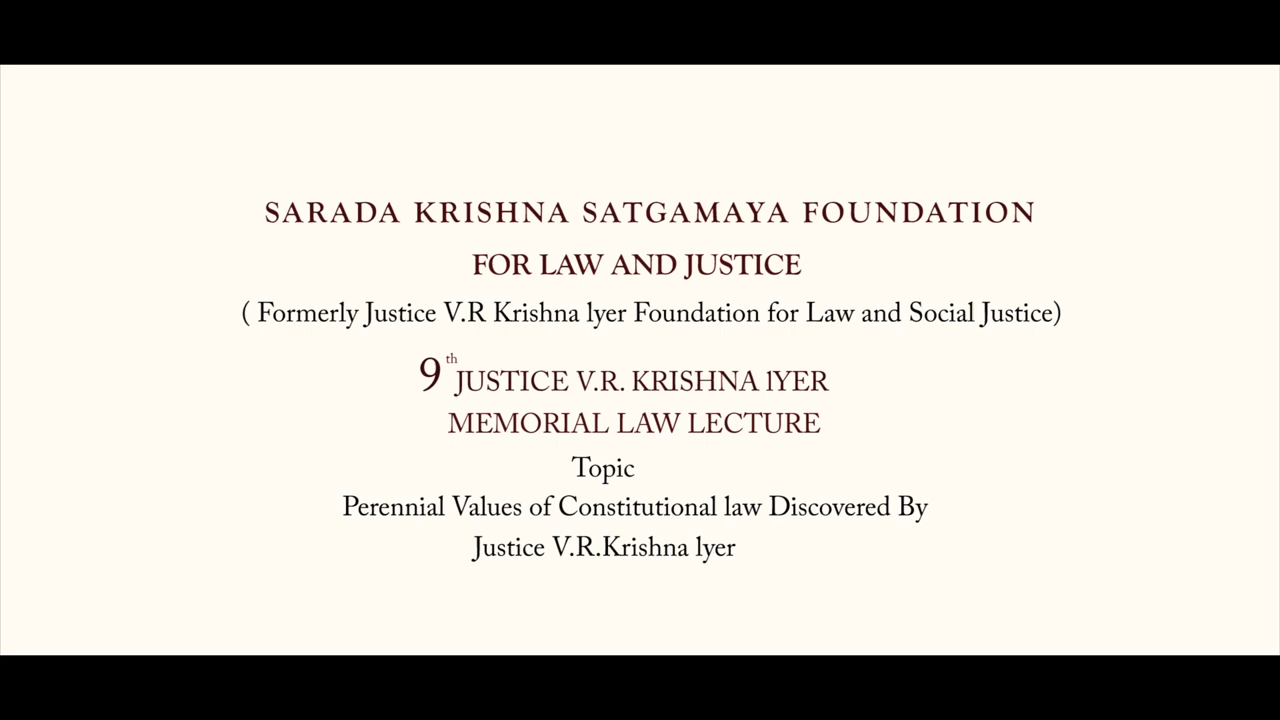 SARADA KRISHNA SATGAMAYA FOUNDATION
FOR LAW AND JUSTICE
( Formerly Justice V.R Krishna lyer Foundation for Law and Social Justice)
9th JUSTICE V.R. KRISHNA lYER
MEMORIAL LAW LECTURE
Topic
Perennial Values of Constitutional law Discovered By
Justice V.R.Krishna lyer